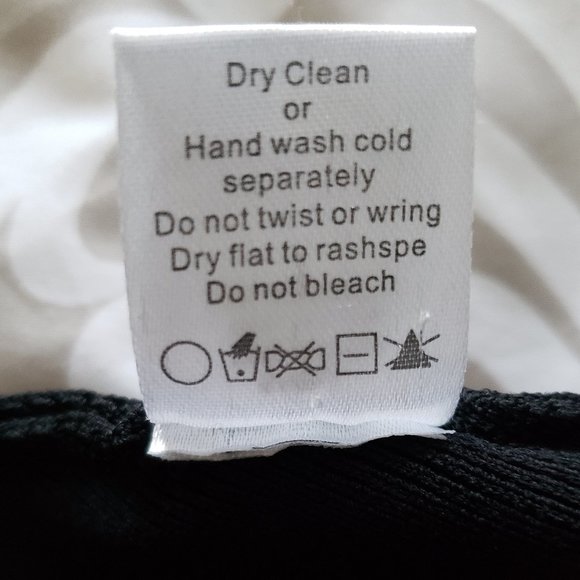 Dry Clean
or
Hand wash cold
separately
Do not twist or wring
Dry flat to rashspe
Do not bleach